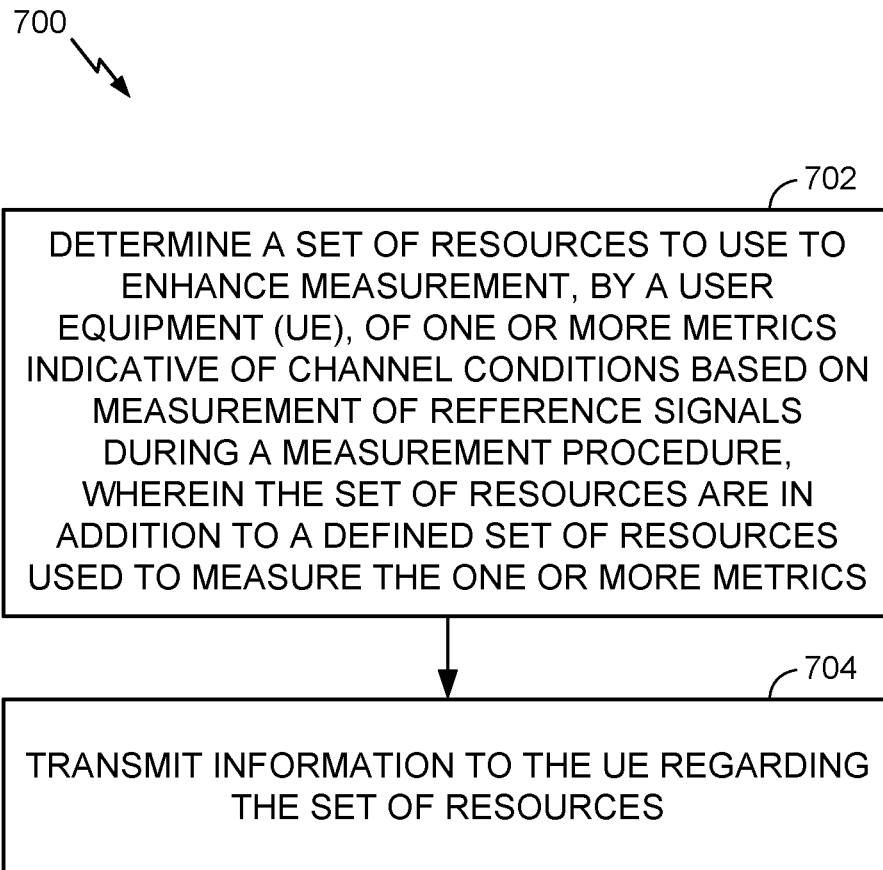 700
702
DETERMINE A SET OF RESOURCES TO USE TO
ENHANCE MEASUREMENT, BY A USER
EQUIPMENT (UE), OF ONE OR MORE METRICS
INDICATIVE OF CHANNEL CONDITIONS BASED ON
MEASUREMENT OF REFERENCE SIGNALS
DURING A MEASUREMENT PROCEDURE,
WHEREIN THE SET OF RESOURCES ARE IN
ADDITION TO A DEFINED SET OF RESOURCES
USED TO MEASURE THE ONE OR MORE METRICS
704
TRANSMIT INFORMATION TO THE UE REGARDING
THE SET OF RESOURCES